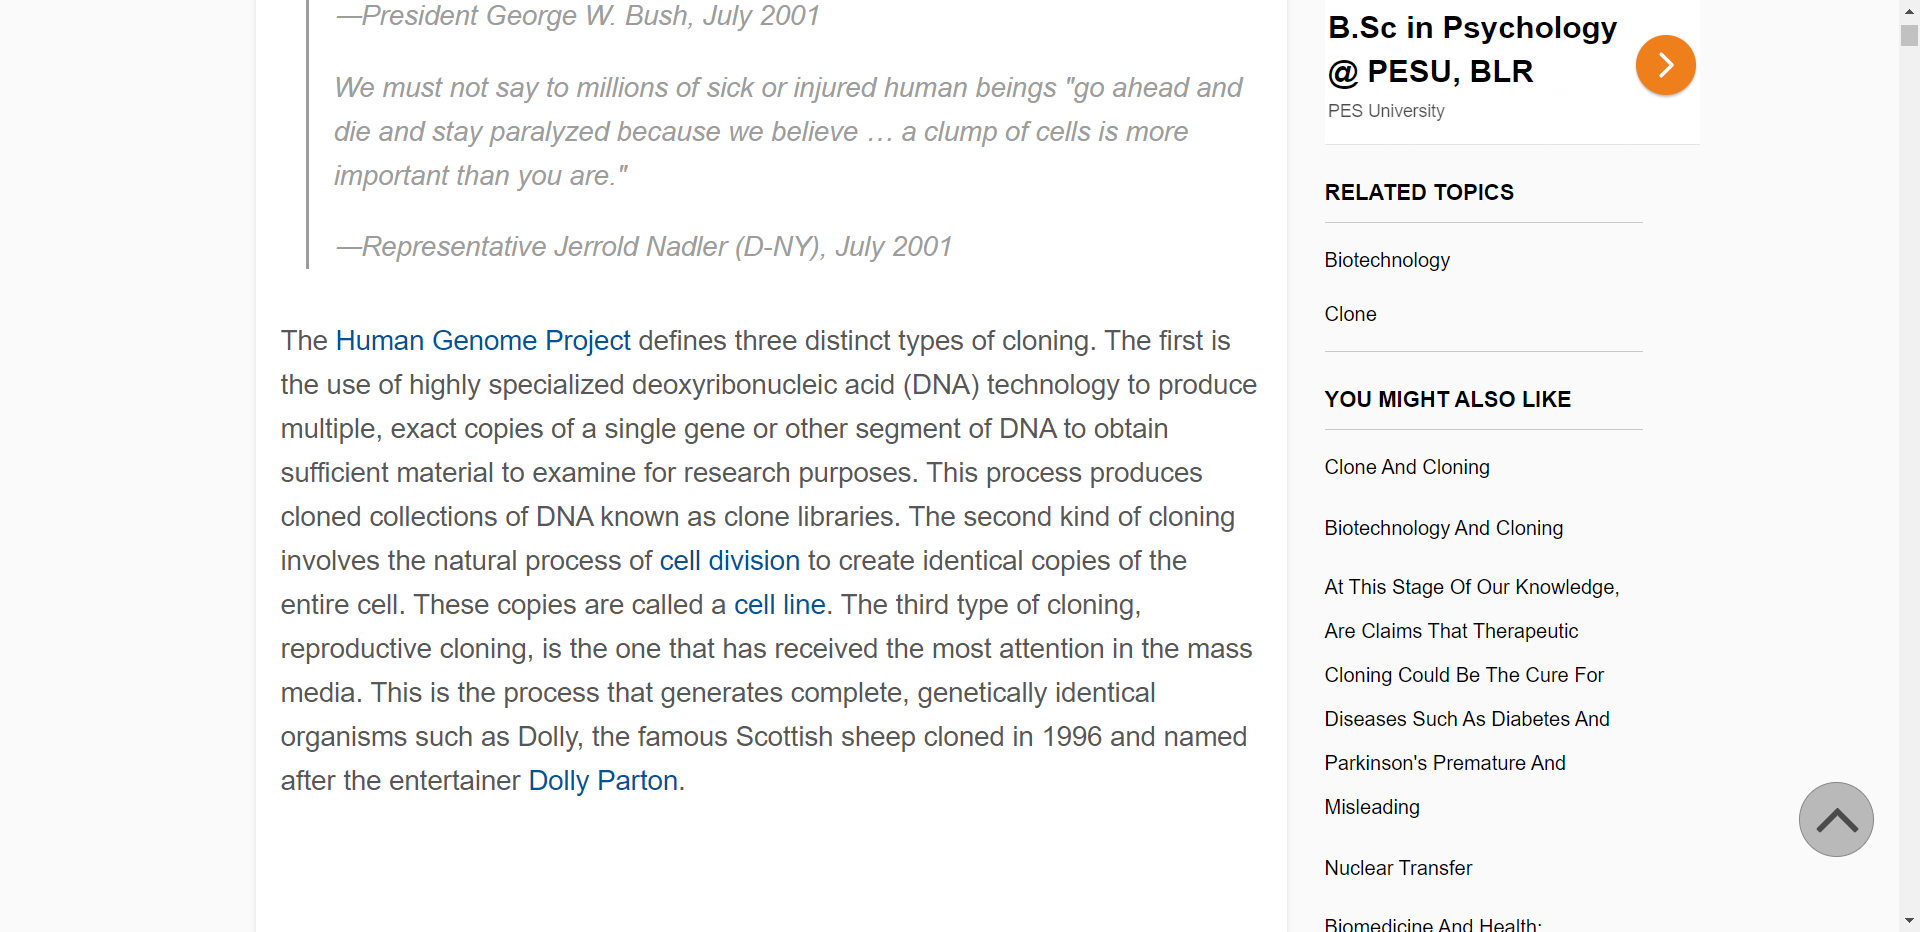 —President George W. Bush, July 2001
We must not say to millions of sick or injured human beings "go ahead and
die and stay paralyzed because we believe … a clump of cells is more
important than you are."
—Representative Jerrold Nadler (D-NY), July 2001
The Human Genome Project defines three distinct types of cloning. The first is
the use of highly specialized deoxyribonucleic acid (DNA) technology to produce
multiple, exact copies of a single gene or other segment of DNA to obtain
sufficient material to examine for research purposes. This process produces
cloned collections of DNA known as clone libraries. The second kind of cloning
involves the natural process of cell division to create identical copies of the
entire cell. These copies are called a cell line. The third type of cloning,
reproductive cloning, is the one that has received the most attention in the mass
media. This is the process that generates complete, genetically identical
organisms such as Dolly, the famous Scottish sheep cloned in 1996 and named
after the entertainer Dolly Parton.
B.Sc in Psychology
@ PESU, BLR
PES University
RELATED TOPICS
Biotechnology
Clone
YOU MIGHT ALSO LIKE
Clone And Cloning
Biotechnology And Cloning
At This Stage Of Our Knowledge,
Are Claims That Therapeutic
Cloning Could Be The Cure For
Diseases Such As Diabetes And
Parkinson's Premature And
Misleading
Nuclear Transfer
Biomedicine And Health: